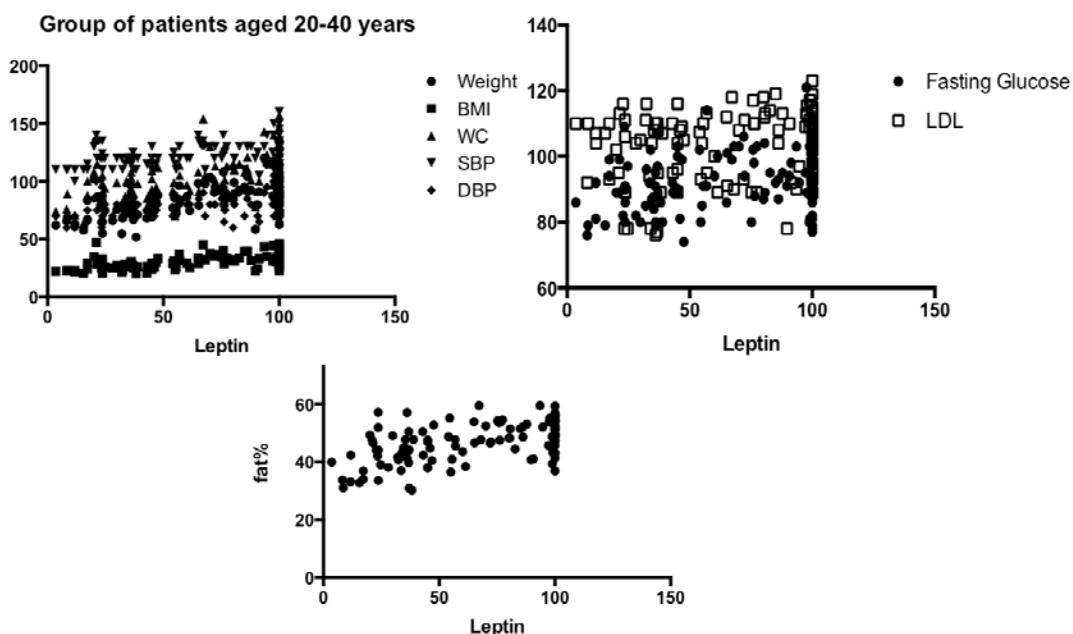 Group of patients aged 20-40 years
200
150
100
50
0
0 50 100 150
Leptin
Weight
BMI
WC
SBP
DBP
140
120
100
80
60
0 50 100 150
Leptin
Fasting Glucose
LDL
fat%
60
40
20
0
0 50 100 150
Leptin